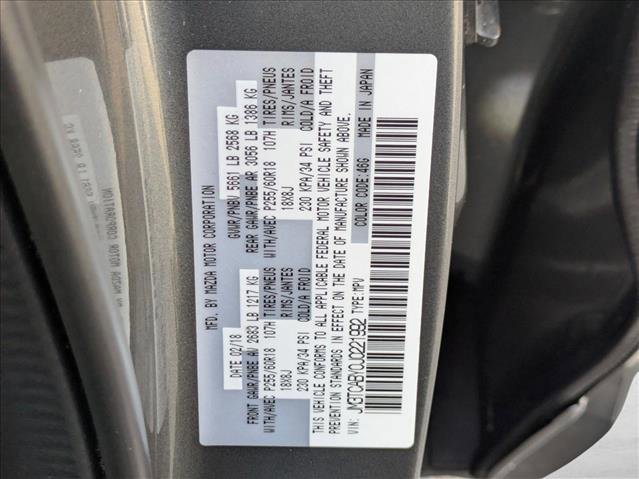 MFD. BY MAZDA MOTOR CORPORATION
DATE 02/18 GVWR/PNBV 5661 LB 2568 KG
FRONT GAWR/PNBE AV 2683 LB 1217 KG REAR GAWR/PNBE AR 3056 LB 1386 KG
WITH/AVEC P255/60R18 107H TIRES/PNEUS WITH/AVEC P255/60R18 107H TIRES/PNEUS
18X8J RIMS/JANTES 18X8J RIMS/JANTES
230 KPA/34 PSI COLD/A FROID 230 KPA/34 PSI COLD/A FROID
THIS VEHICLE CONFORMS TO ALL APPLICABLE FEDERAL MOTOR VEHICLE SAFETY AND THEFT
PREVENTION STANDARDS IN EFFECT ON THE DATE OF MANUFACTURE SHOWN ABOVE.
VIN: JM3TCABY0J0221992 TYPE:MPV COLOR CODE:46G MADE IN JAPAN